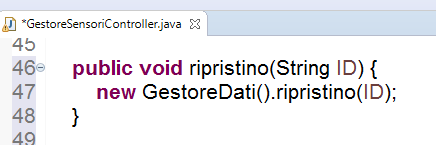 *GestoreSensoriController.java
45
46 public void ripristino(String ID) {
47 new GestoreDati().ripristino(ID);
48 }
49